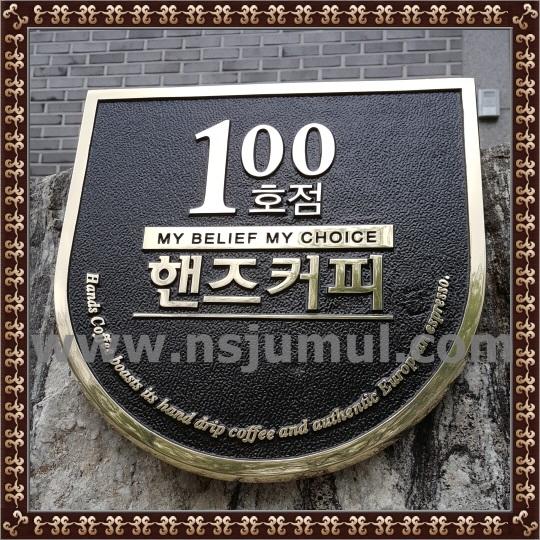 100
호점
MY BELIEF MY CHOICE
핸즈커피
Hands Coffee boasts its hand drip coffee and authentic European espresso.
www.nsjumul.com